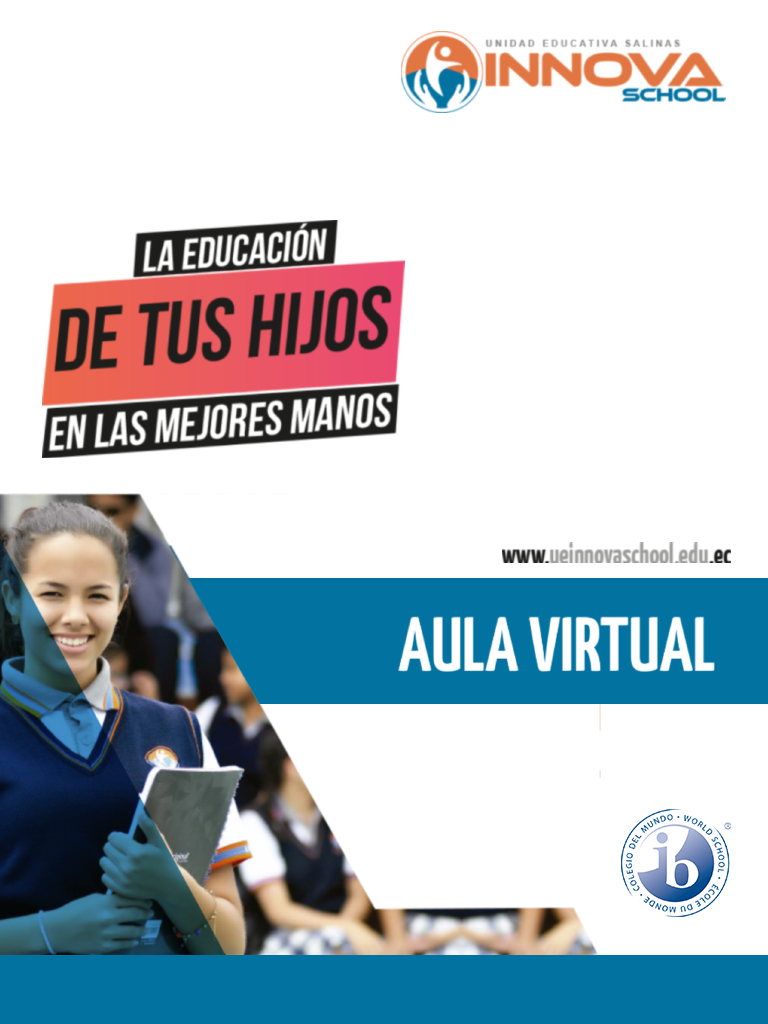 UNIDAD EDUCATIVA SALINAS
INNOVA
SCHOOL
LA EDUCACIÓN
DE TUS HIJOS
EN LAS MEJORES MANOS
www.ueinnovaschool.edu.ec
AULA VIRTUAL
COLEGIO DEL MUNDO • WORLD SCHOOL • ÉCOLE DU MONDE •
ib
®